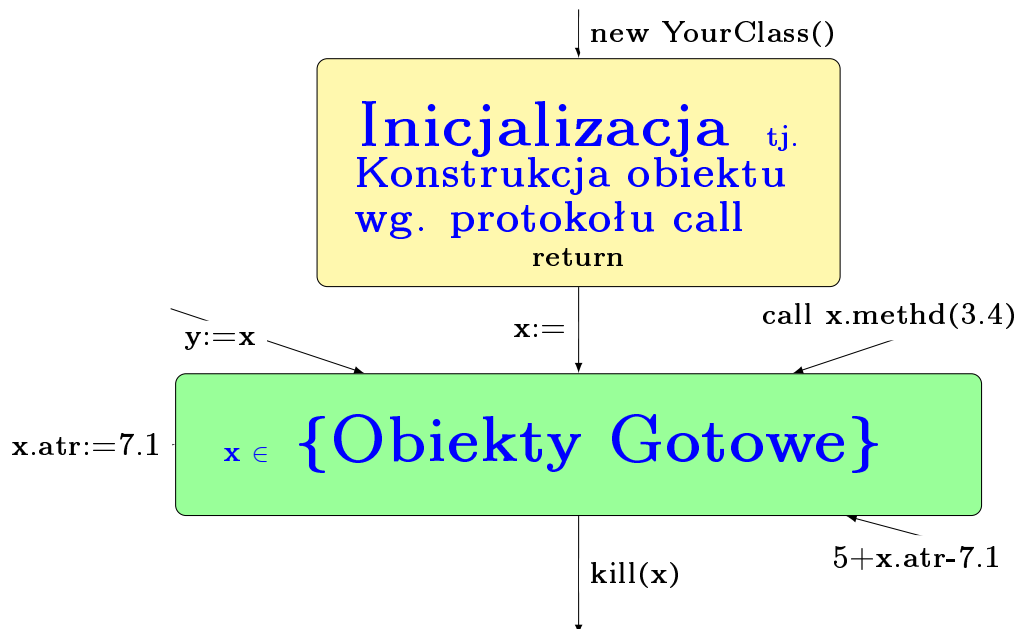 new YourClass()
Inicjalizacja tj.
Konstrukcja obiektu
wg. protokołu call
return
call x.methd(3.4)
x:=
y:=x
x.atr:=7.1
x ∈ {Obiekty Gotowe}
5+x.atr-7.1
kill(x)